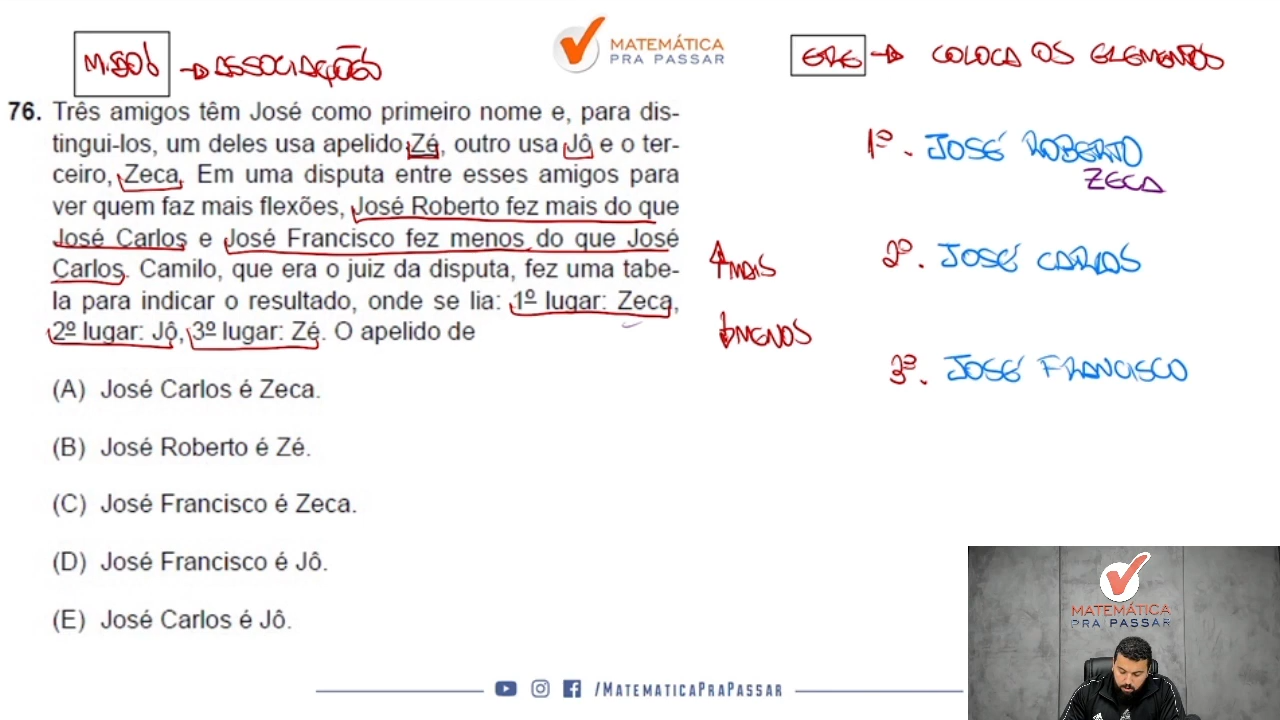 M.SOS → ASSOCIAÇÕES
MATEMÁTICA
PRA PASSAR
→ COLOCA OS ELEMENTOS
76. Três amigos têm José como primeiro nome e, para dis-
tingui-los, um deles usa apelido Zé, outro usa Jô e o ter-
ceiro, Zeca. Em uma disputa entre esses amigos para
ver quem faz mais flexões, José Roberto fez mais do que
José Carlos e José Francisco fez menos do que José
Carlos. Camilo, que era o juiz da disputa, fez uma tabe-
la para indicar o resultado, onde se lia: 1º lugar: Zeca,
2º lugar: Jô, 3º lugar: Zé. O apelido de
(A) José Carlos é Zeca.
(B) José Roberto é Zé.
(C) José Francisco é Zeca.
(D) José Francisco é Jô.
(E) José Carlos é Jô.
MAIS
MENOS
1º. JOSÉ ROBERTO
ZECA
2º. JOSÉ CARLOS
3º. JOSÉ FRANCISCO
MATEMÁTICA
PRA PASSAR
/MATEMATICAPRAPASSAR